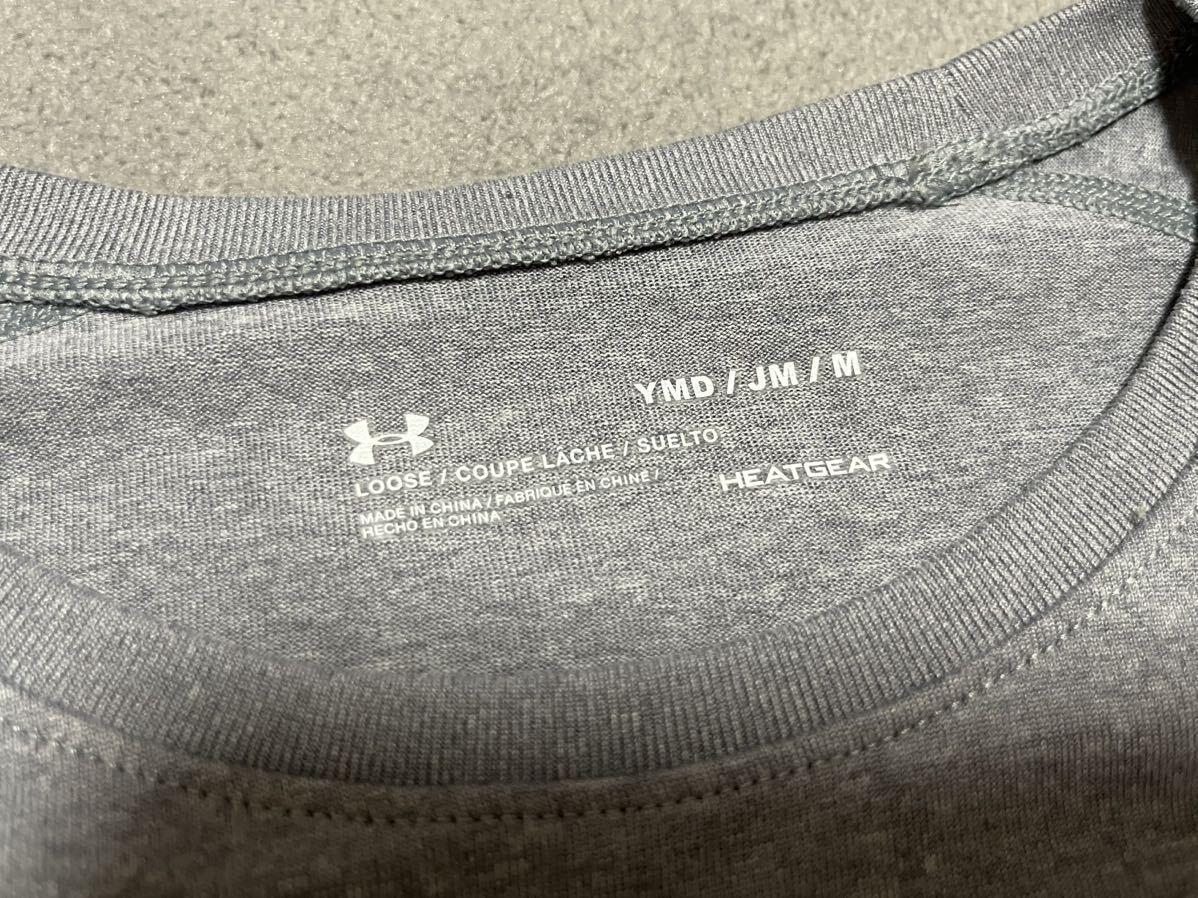 YMD / JM / M
LOOSE / COUPE LACHE / SUELTO
HEATGEAR
MADE IN CHINA / FABRIQUE EN CHINE /
HECHO EN CHINA